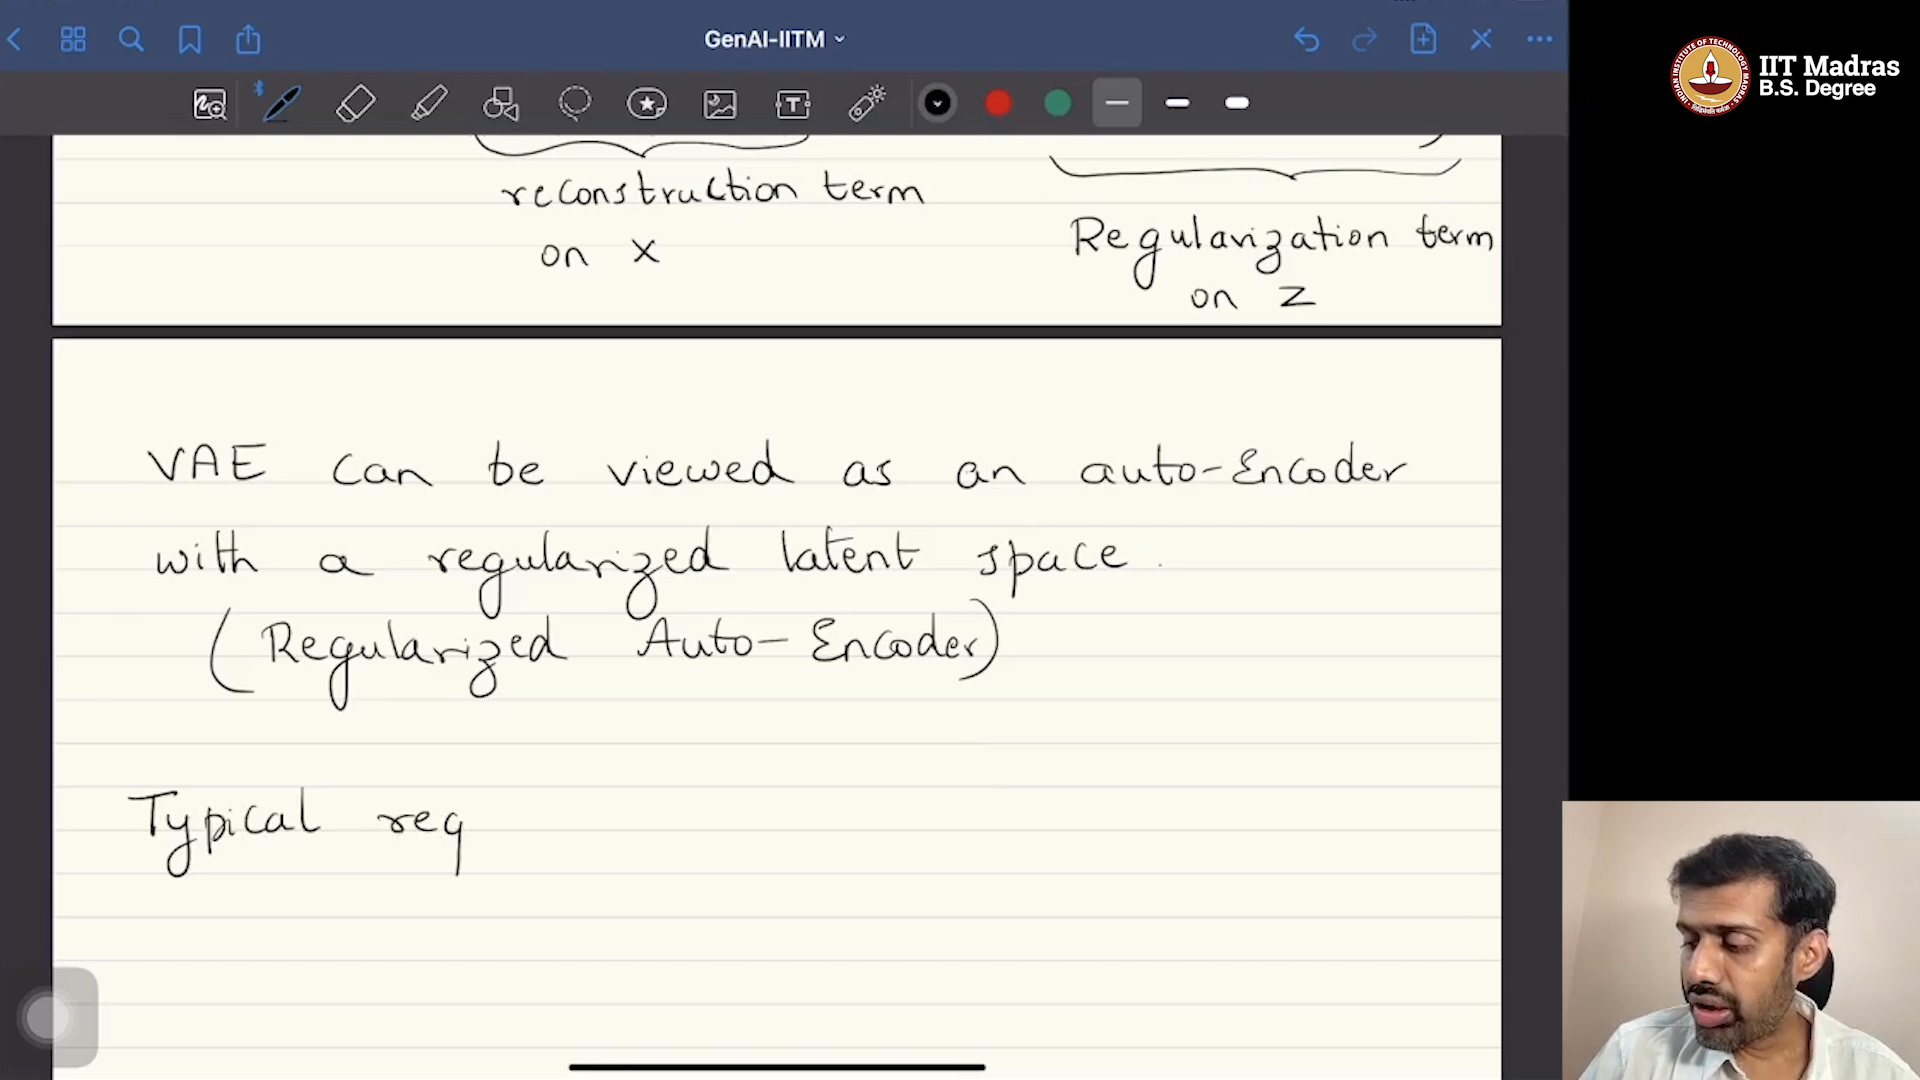 GenAI-IITM
IIT Madras
B.S. Degree
reconstruction term
on x
Regularization term
on z
VAE can be viewed as an auto-Encoder
with a regularized latent space.
(Regularized Auto-Encoder)
Typical reg